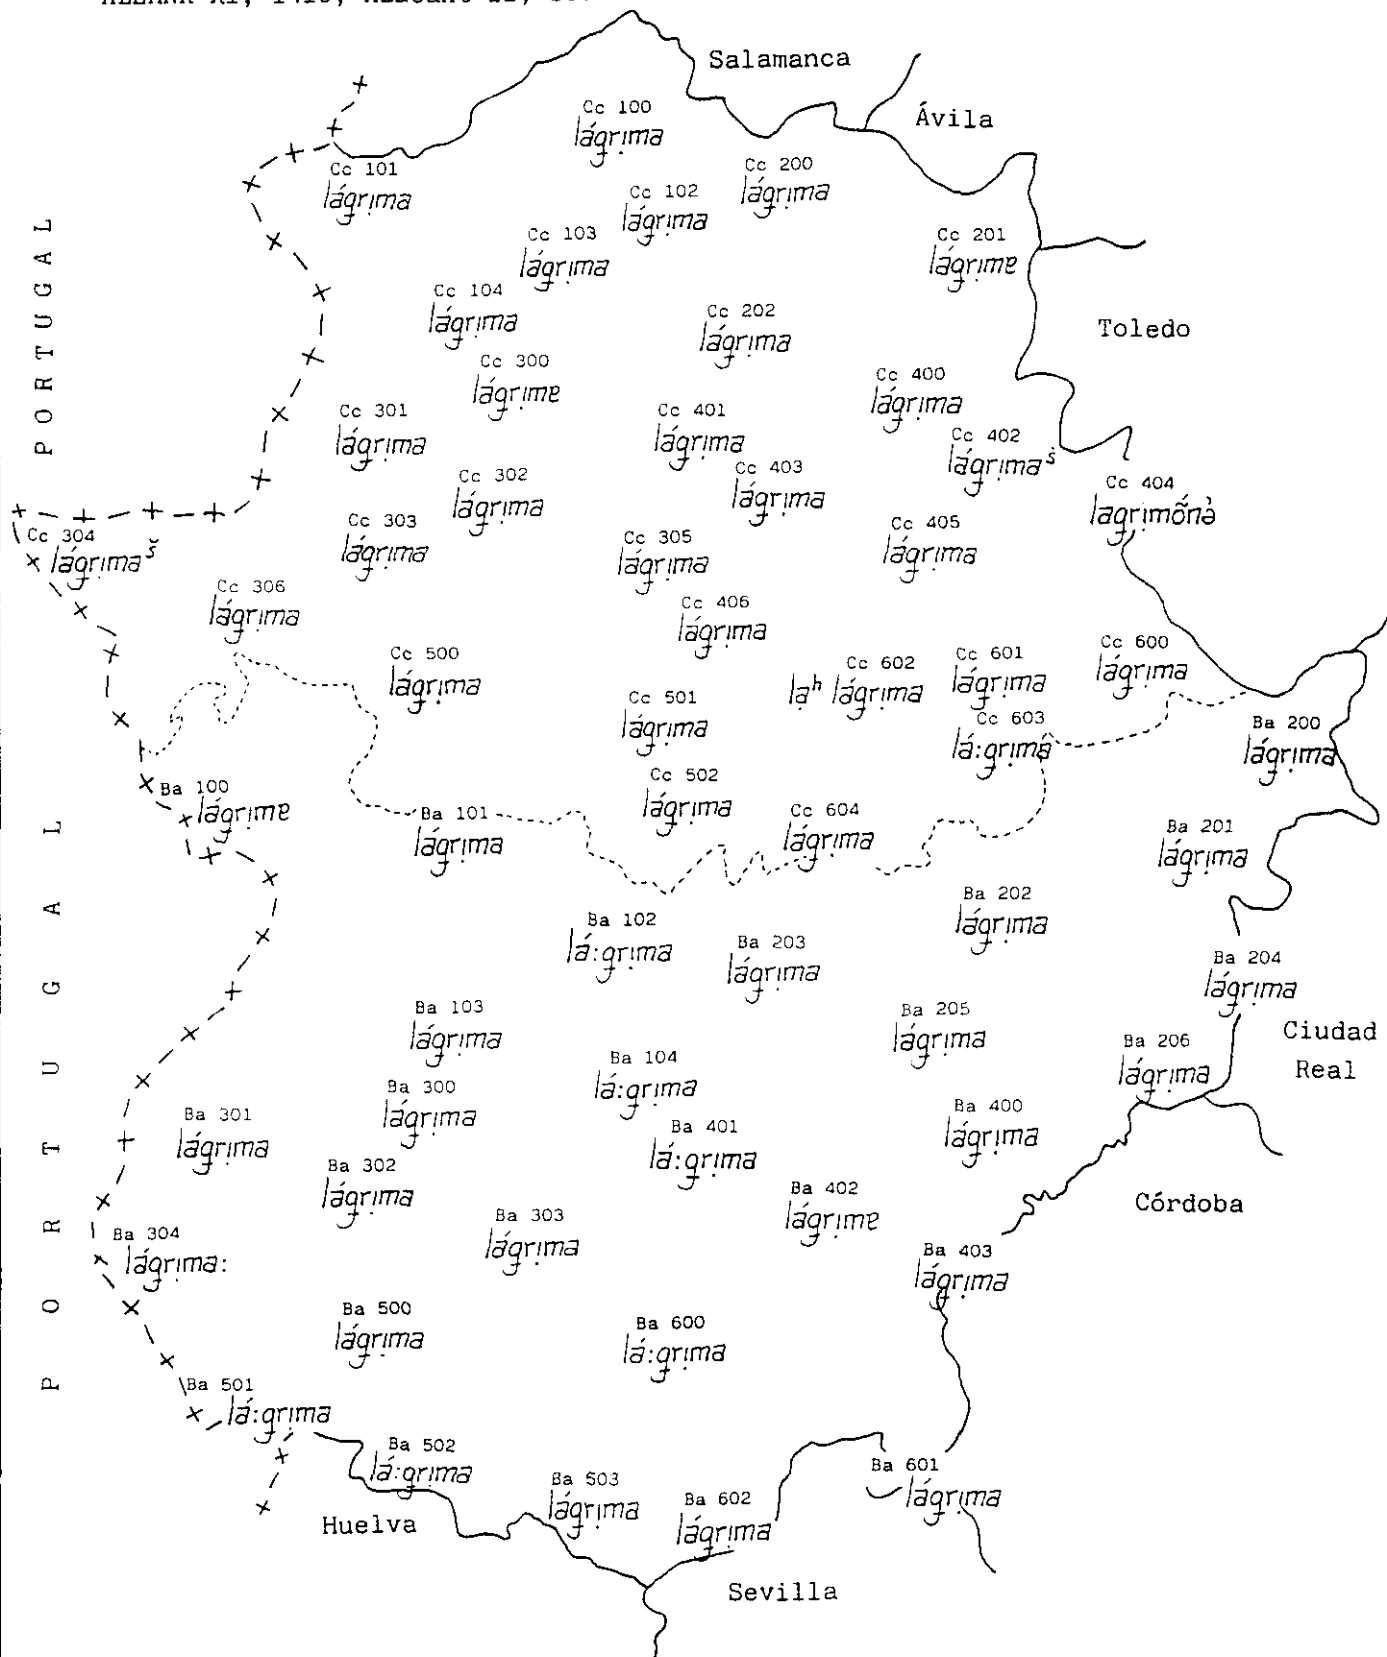 Salamanca
Ávila
Cc 100
lágrima
Cc 101
lágrima
Cc 102
lágrima
Cc 200
lágrima
Cc 103
lágrima
Cc 201
lágrimɐ
PORTUGAL
Cc 104
lágrima
Cc 202
lágrima
Toledo
Cc 300
lágrimɐ
Cc 400
lágrima
Cc 301
lágrima
Cc 401
lágrima
Cc 402
lágrimaṡ
Cc 302
lágrima
Cc 403
lágrima
Cc 404
lagrimṍnȧ
Cc 303
lágrima
Cc 304
lágrimaš
Cc 305
lágrima
Cc 405
lágrima
Cc 306
lágrima
Cc 406
lágrima
Cc 500
lágrima
Cc 602
lạʰ lágrima
Cc 601
lágrima
Cc 600
lágrima
Cc 501
lágrima
Cc 603
lá:grima
Ba 200
lágrima
Cc 502
lágrima
Ba 100
lágrimɐ
Ba 101
lágrima
Cc 604
lágrima
Ba 201
lágrima
PORTUGAL
Ba 102
lá:grima
Ba 202
lágrima
Ba 203
lágrima
Ba 204
lágrima
Ba 103
lágrima
Ba 205
lágrima
Ciudad
Real
Ba 104
lá:grima
Ba 206
lágrima
Ba 300
lágrima
Ba 301
lágrima
Ba 401
lá:grima
Ba 400
lágrima
Ba 302
lágrima
Ba 402
lágrimɐ
Córdoba
Ba 303
lágrima
Ba 304
lágrima:
Ba 403
lágrima
Ba 500
lágrima
Ba 600
lá:grima
Ba 501
lá:grima
Ba 502
lá:grima
Ba 503
lágrima
Ba 602
lágrima
Ba 601
lágrima
Huelva
Sevilla